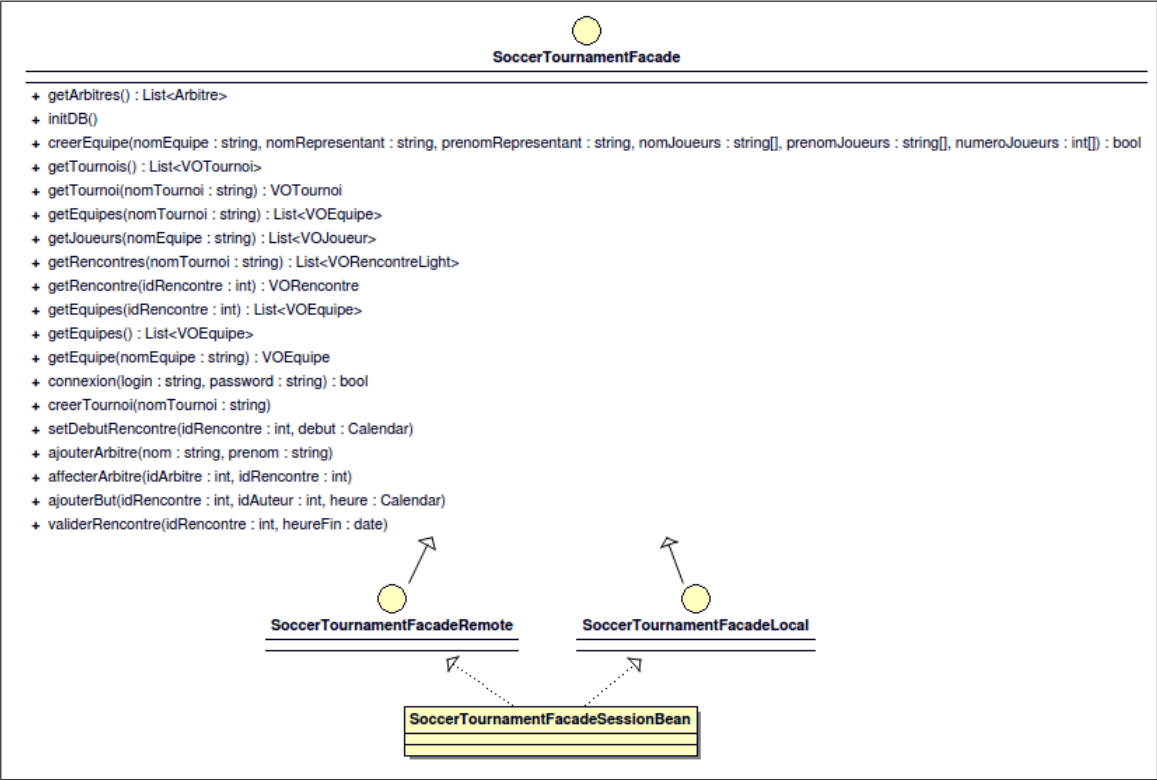 SoccerTournamentFacade
+ getArbitres() : List<Arbitre>
+ initDB()
+ creerEquipe(nomEquipe : string, nomRepresentant : string, prenomRepresentant : string, nomJoueurs : string[], prenomJoueurs : string[], numeroJoueurs : int[]) : bool
+ getTournois() : List<VOTournoi>
+ getTournoi(nomTournoi : string) : VOTournoi
+ getEquipes(nomTournoi : string) : List<VOEquipe>
+ getJoueurs(nomEquipe : string) : List<VOJoueur>
+ getRencontres(nomTournoi : string) : List<VORencontreLight>
+ getRencontre(idRencontre : int) : VORencontre
+ getEquipes(idRencontre : int) : List<VOEquipe>
+ getEquipes() : List<VOEquipe>
+ getEquipe(nomEquipe : string) : VOEquipe
+ connexion(login : string, password : string) : bool
+ creerTournoi(nomTournoi : string)
+ setDebutRencontre(idRencontre : int, debut : Calendar)
+ ajouterArbitre(nom : string, prenom : string)
+ affecterArbitre(idArbitre : int, idRencontre : int)
+ ajouterBut(idRencontre : int, idAuteur : int, heure : Calendar)
+ validerRencontre(idRencontre : int, heureFin : date)
SoccerTournamentFacadeRemote
SoccerTournamentFacadeLocal
SoccerTournamentFacadeSessionBean